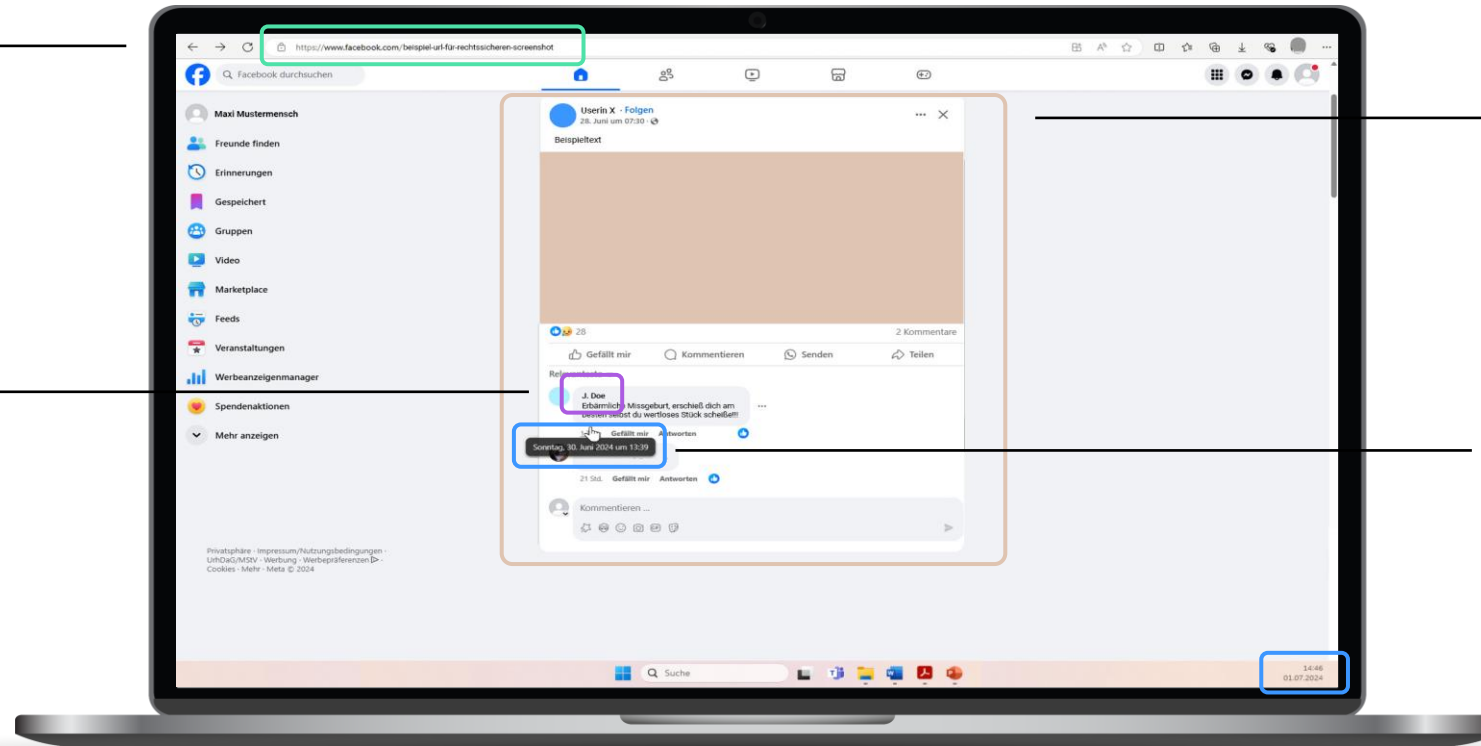 https://www.facebook.com/beispiel-url-für-rechtssicheren-screenshot
Facebook durchsuchen
Maxi Mustermensch
Freunde finden
Erinnerungen
Gespeichert
Gruppen
Video
Marketplace
Feeds
Veranstaltungen
Werbeanzeigenmanager
Spendenaktionen
Mehr anzeigen
Privatsphäre · Impressum/Nutzungsbedingungen ·
UrhDaG/MStV · Werbung · Werbepräferenzen ·
Cookies · Mehr · Meta © 2024
Userin X · Folgen
28. Juni um 07:30 ·
Beispieltext
28
2 Kommentare
Gefällt mir Kommentieren Senden Teilen
J. Doe
Erbärmliche Missgeburt, erschieß dich am
besten selbst du wertloses Stück scheiße!!!
Gefällt mir Antworten
Sonntag, 30. Juni 2024 um 13:39
21 Std. Gefällt mir Antworten
Kommentieren ...
GIF
Suche
14:46
01.07.2024